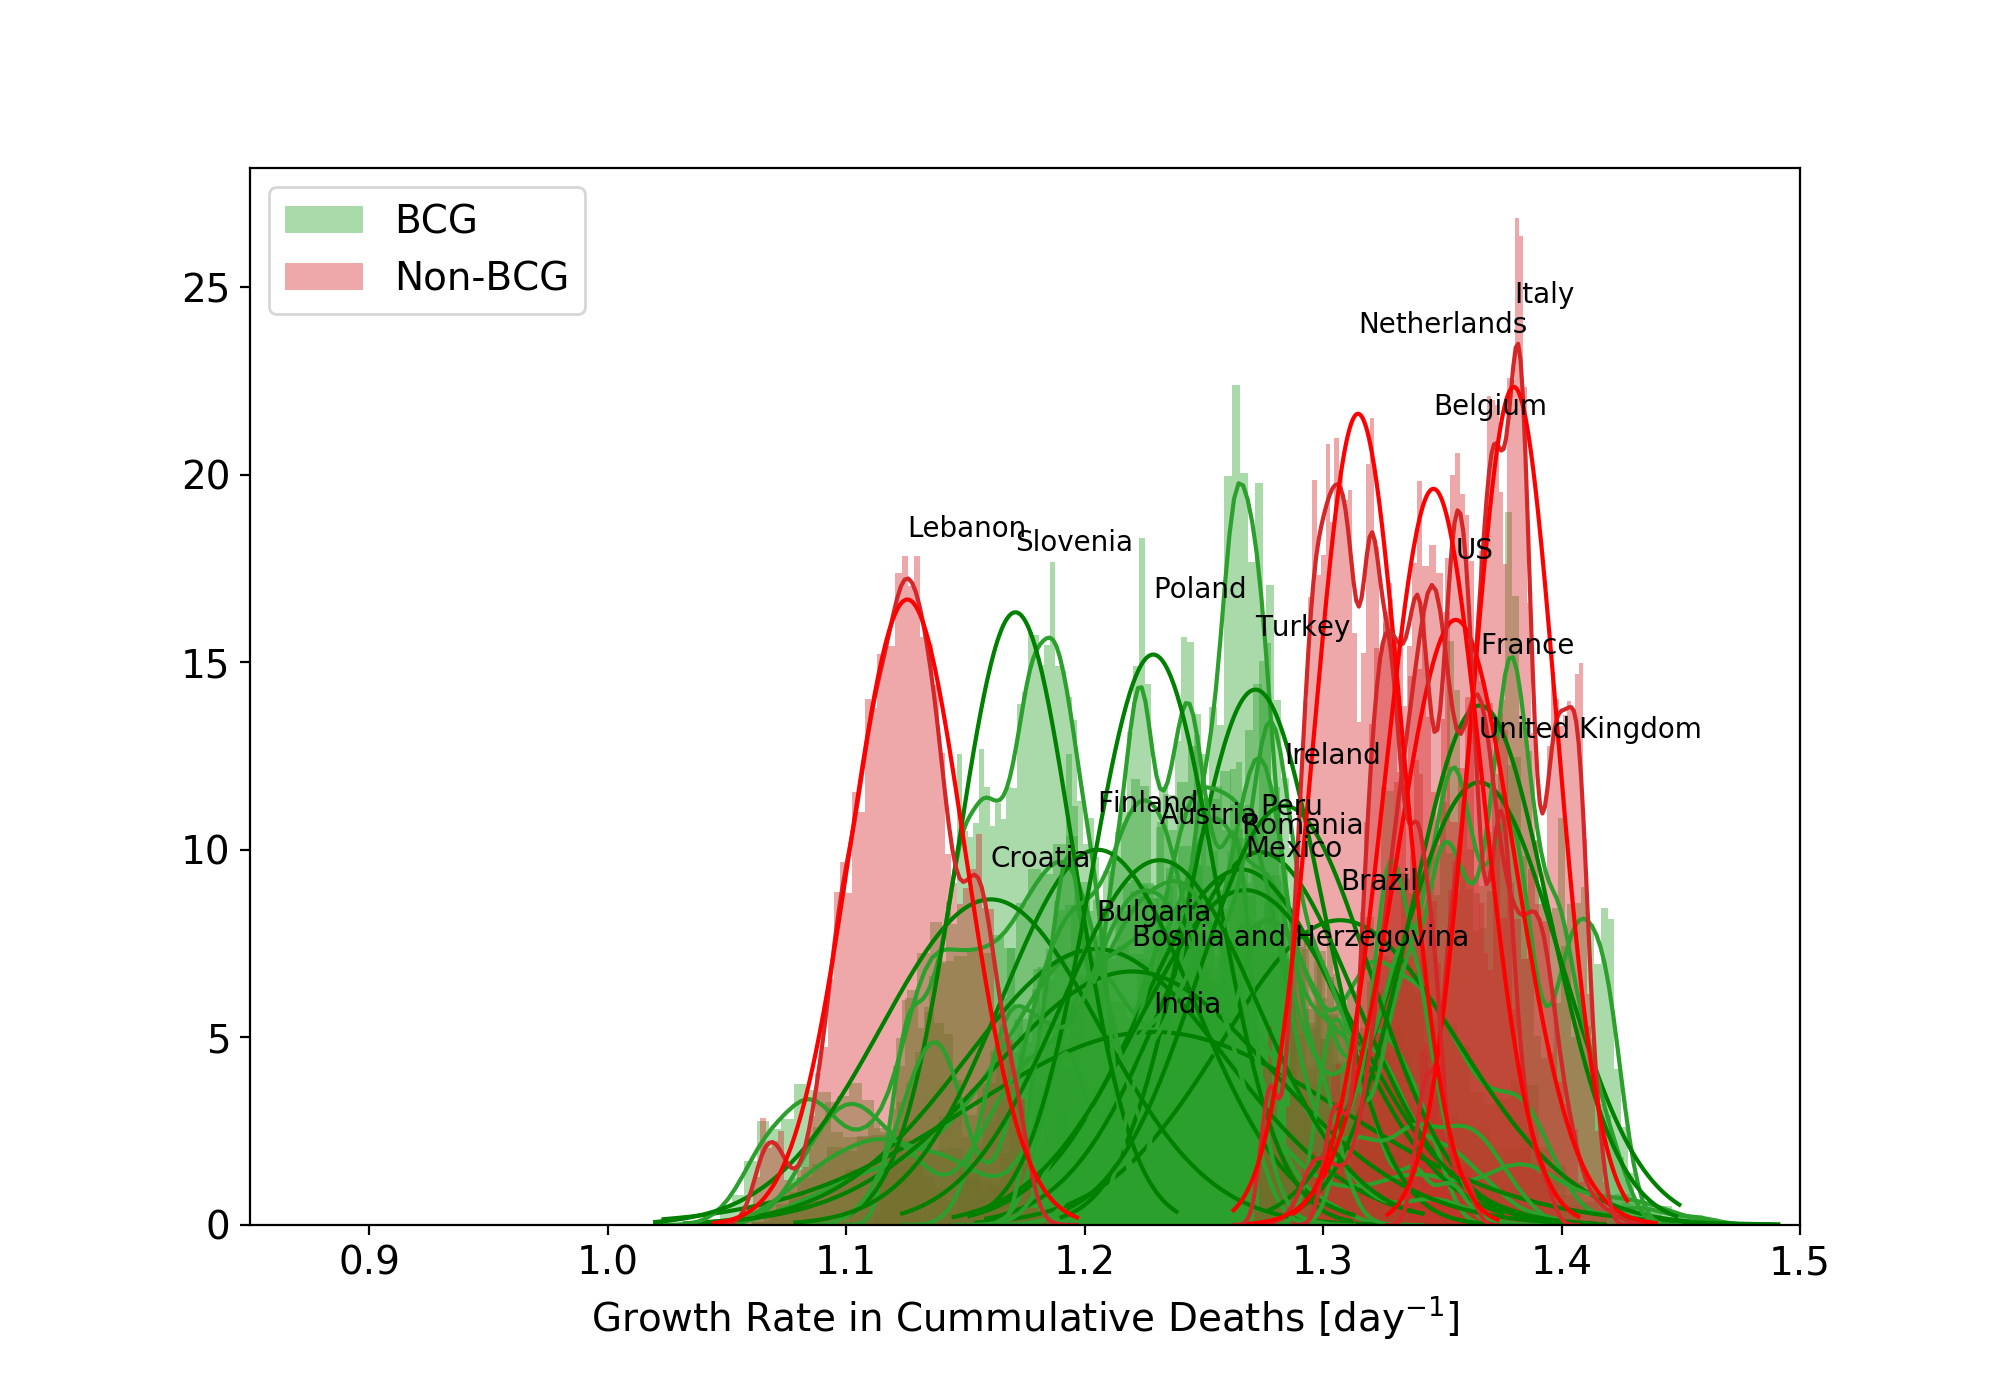 BCG
Non-BCG
Italy
Netherlands
Belgium
Lebanon
Slovenia
US
Poland
Turkey
France
United Kingdom
Ireland
Finland
Austria
Peru
Romania
Mexico
Croatia
Brazil
Bulgaria
Bosnia and Herzegovina
India
25
20
15
10
5
0
0.9 1.0 1.1 1.2 1.3 1.4 1.5
Growth Rate in Cummulative Deaths [day⁻¹]